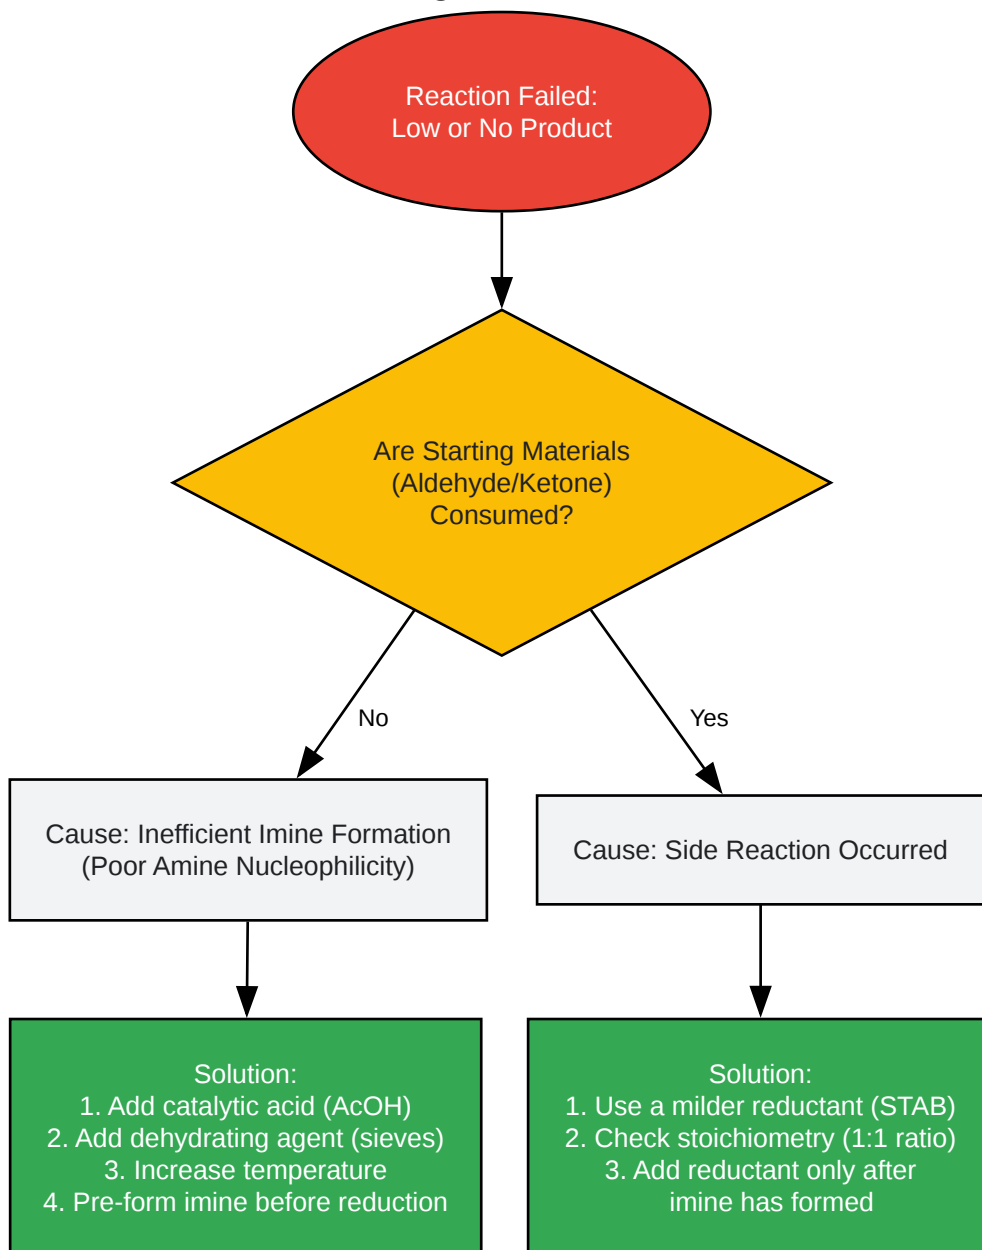 Reaction Failed:
Low or No Product
Are Starting Materials
(Aldehyde/Ketone)
Consumed?
No
Yes
Cause: Inefficient Imine Formation
(Poor Amine Nucleophilicity)
Cause: Side Reaction Occurred
Solution:
1. Add catalytic acid (AcOH)
2. Add dehydrating agent (sieves)
3. Increase temperature
4. Pre-form imine before reduction
Solution:
1. Use a milder reductant (STAB)
2. Check stoichiometry (1:1 ratio)
3. Add reductant only after
imine has formed